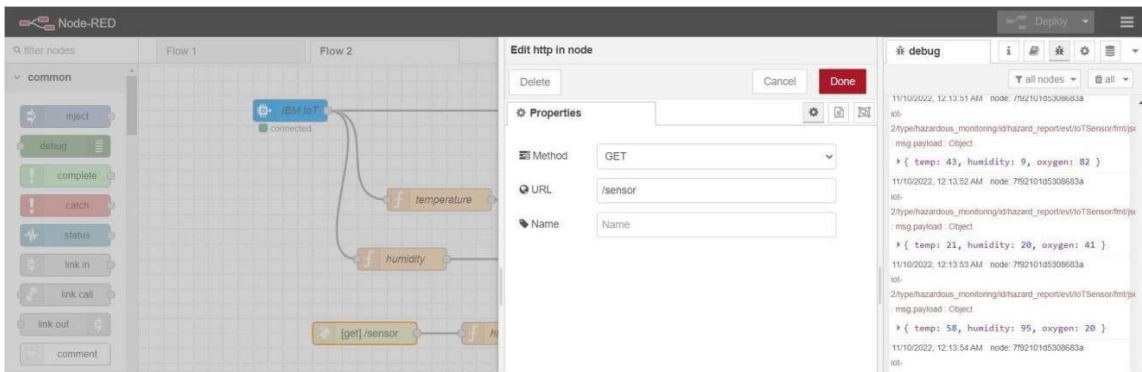 Node-RED
Deploy
filter nodes
Flow 1
Flow 2
Edit http in node
debug
i
common
Delete
Cancel
Done
all nodes
all
inject
debug
complete
catch
status
link in
link call
link out
comment
IBM IoT
connected
temperature
humidity
[get] /sensor
Properties
Method
GET
URL
/sensor
Name
Name
11/10/2022, 12:13:51 AM node: 7f92101d5308683a
iot-
2/type/hazardous_monitoring/id/hazard_report/evt/IoTSensor/fmt/
: msg.payload : Object
{ temp: 43, humidity: 9, oxygen: 82 }
11/10/2022, 12:13:52 AM node: 7f92101d5308683a
iot-
2/type/hazardous_monitoring/id/hazard_report/evt/IoTSensor/fmt/
: msg.payload : Object
{ temp: 21, humidity: 20, oxygen: 41 }
11/10/2022, 12:13:53 AM node: 7f92101d5308683a
iot-
2/type/hazardous_monitoring/id/hazard_report/evt/IoTSensor/fmt/
: msg.payload : Object
{ temp: 58, humidity: 95, oxygen: 20 }
11/10/2022, 12:13:54 AM node: 7f92101d5308683a
iot-